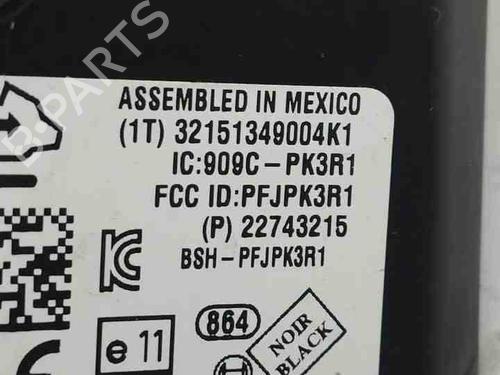 ASSEMBLED IN MEXICO
(1T) 32151349004K1
IC:909C-PK3R1
FCC ID:PFJPK3R1
(P) 22743215
BSH-PFJPK3R1
864
e 11
NOIR
BLACK
B-PARTS